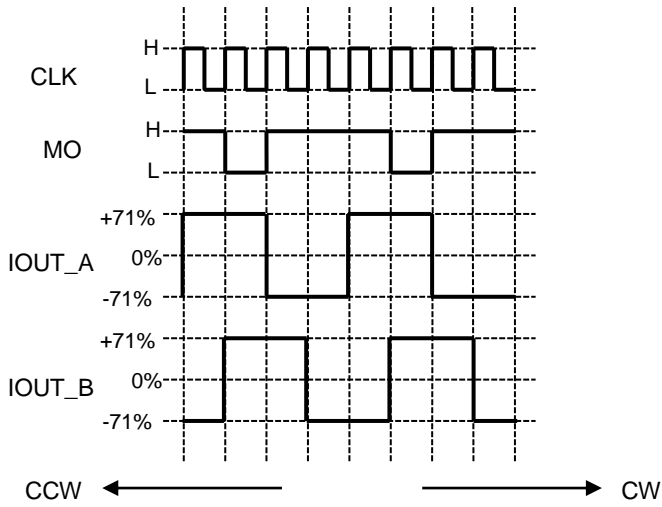 CLK
H
L
MO
H
L
IOUT_A
+71%
0%
-71%
IOUT_B
+71%
0%
-71%
CCW
CW